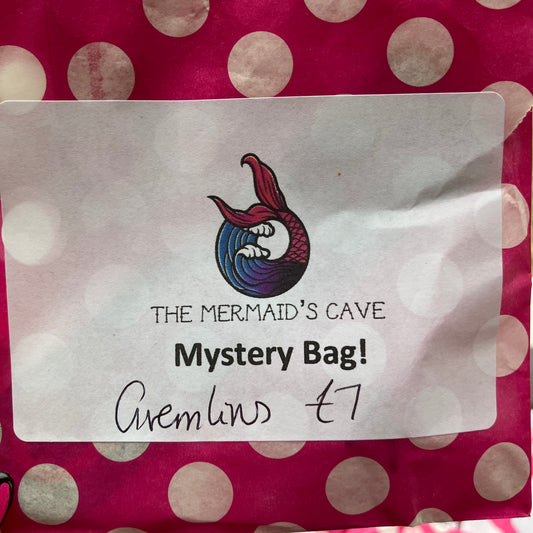 THE MERMAID'S CAVE
Mystery Bag!
Gremlins £7